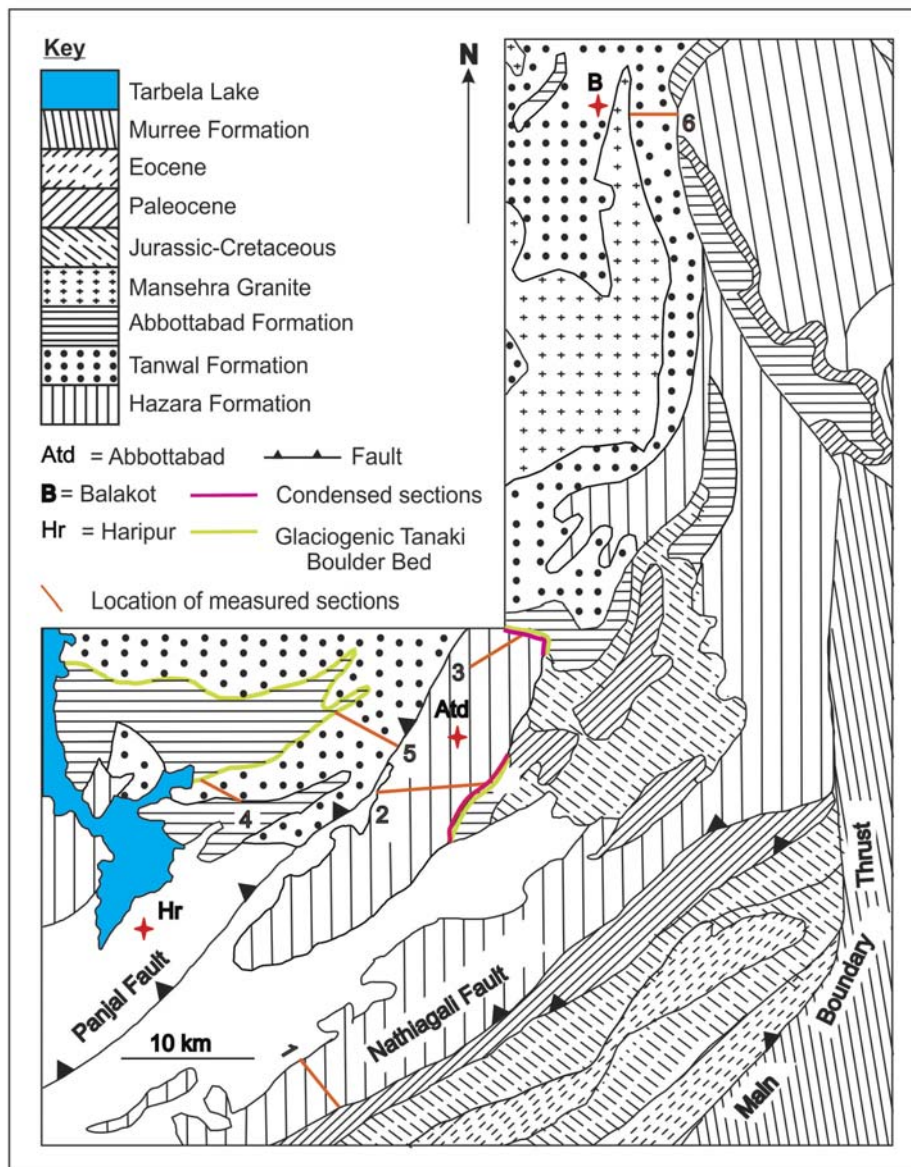 Key
Tarbela Lake
Murree Formation
Eocene
Paleocene
Jurassic-Cretaceous
Mansehra Granite
Abbottabad Formation
Tanwal Formation
Hazara Formation
Atd = Abbottabad
Fault
B = Balakot
Condensed sections
Hr = Haripur
Glaciogenic Tanaki
Boulder Bed
Location of measured sections
N
B
6
3
Atd
5
2
4
Hr
Panjal Fault
Nathiagali Fault
10 km
1
Main Boundary Thrust